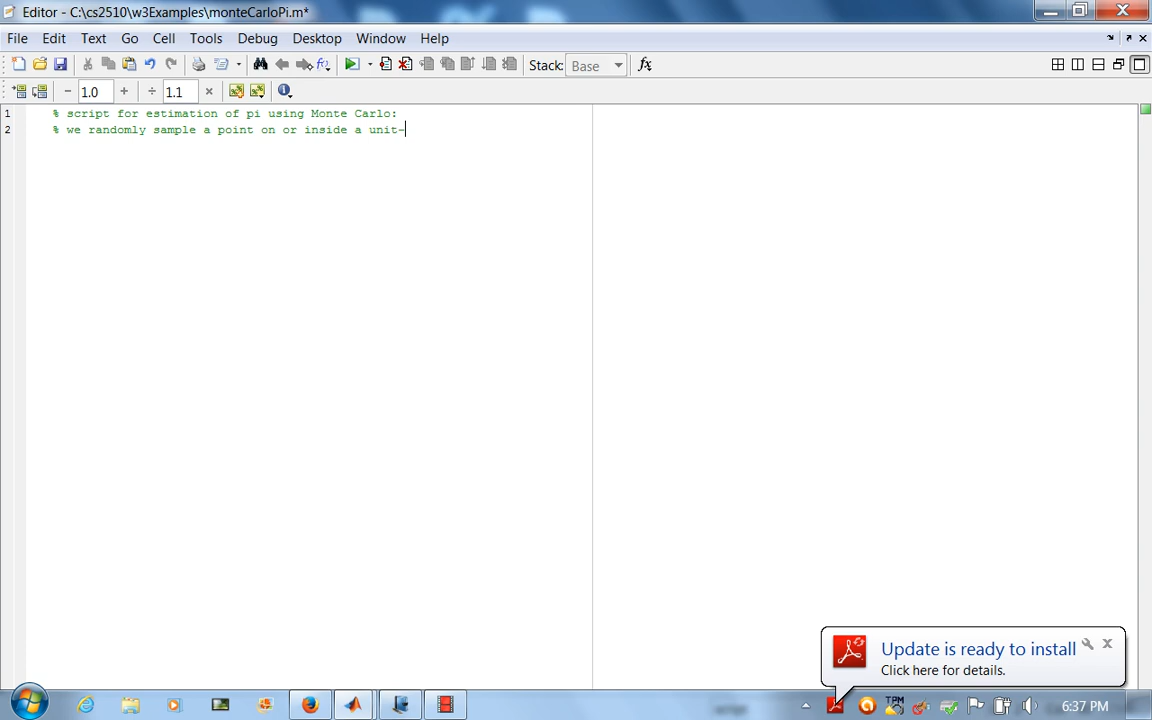 Editor - C:\cs2510\w3Examples\monteCarloPi.m*
File Edit Text Go Cell Tools Debug Desktop Window Help
Stack: Base fx
− 1.0 + ÷ 1.1 ×
1 % script for estimation of pi using Monte Carlo:
2 % we randomly sample a point on or inside a unit-
Update is ready to install
Click here for details.
TPM
6:37 PM